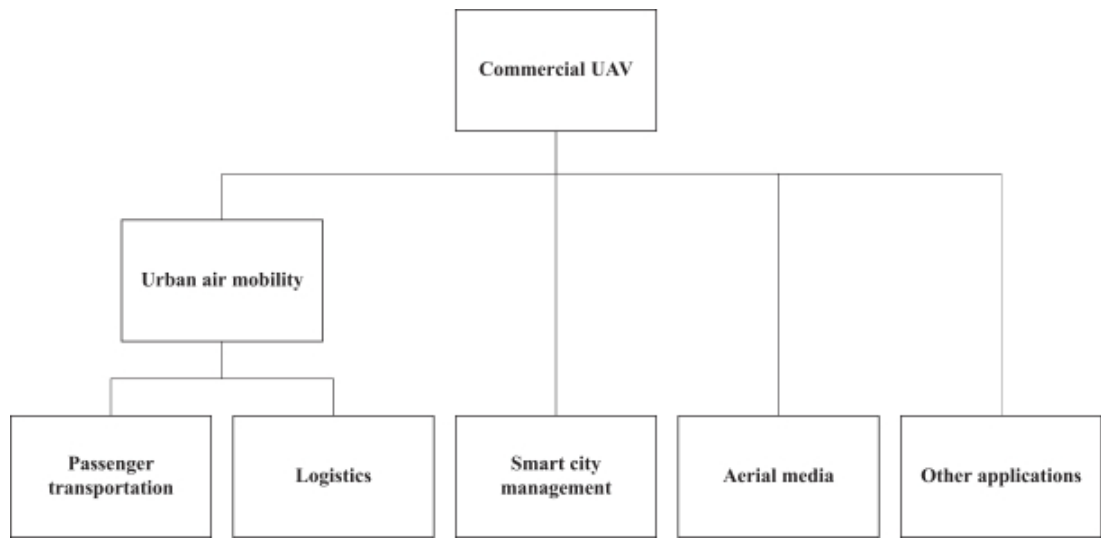 Commercial UAV
Urban air mobility
Passenger
transportation
Logistics
Smart city
management
Aerial media
Other applications